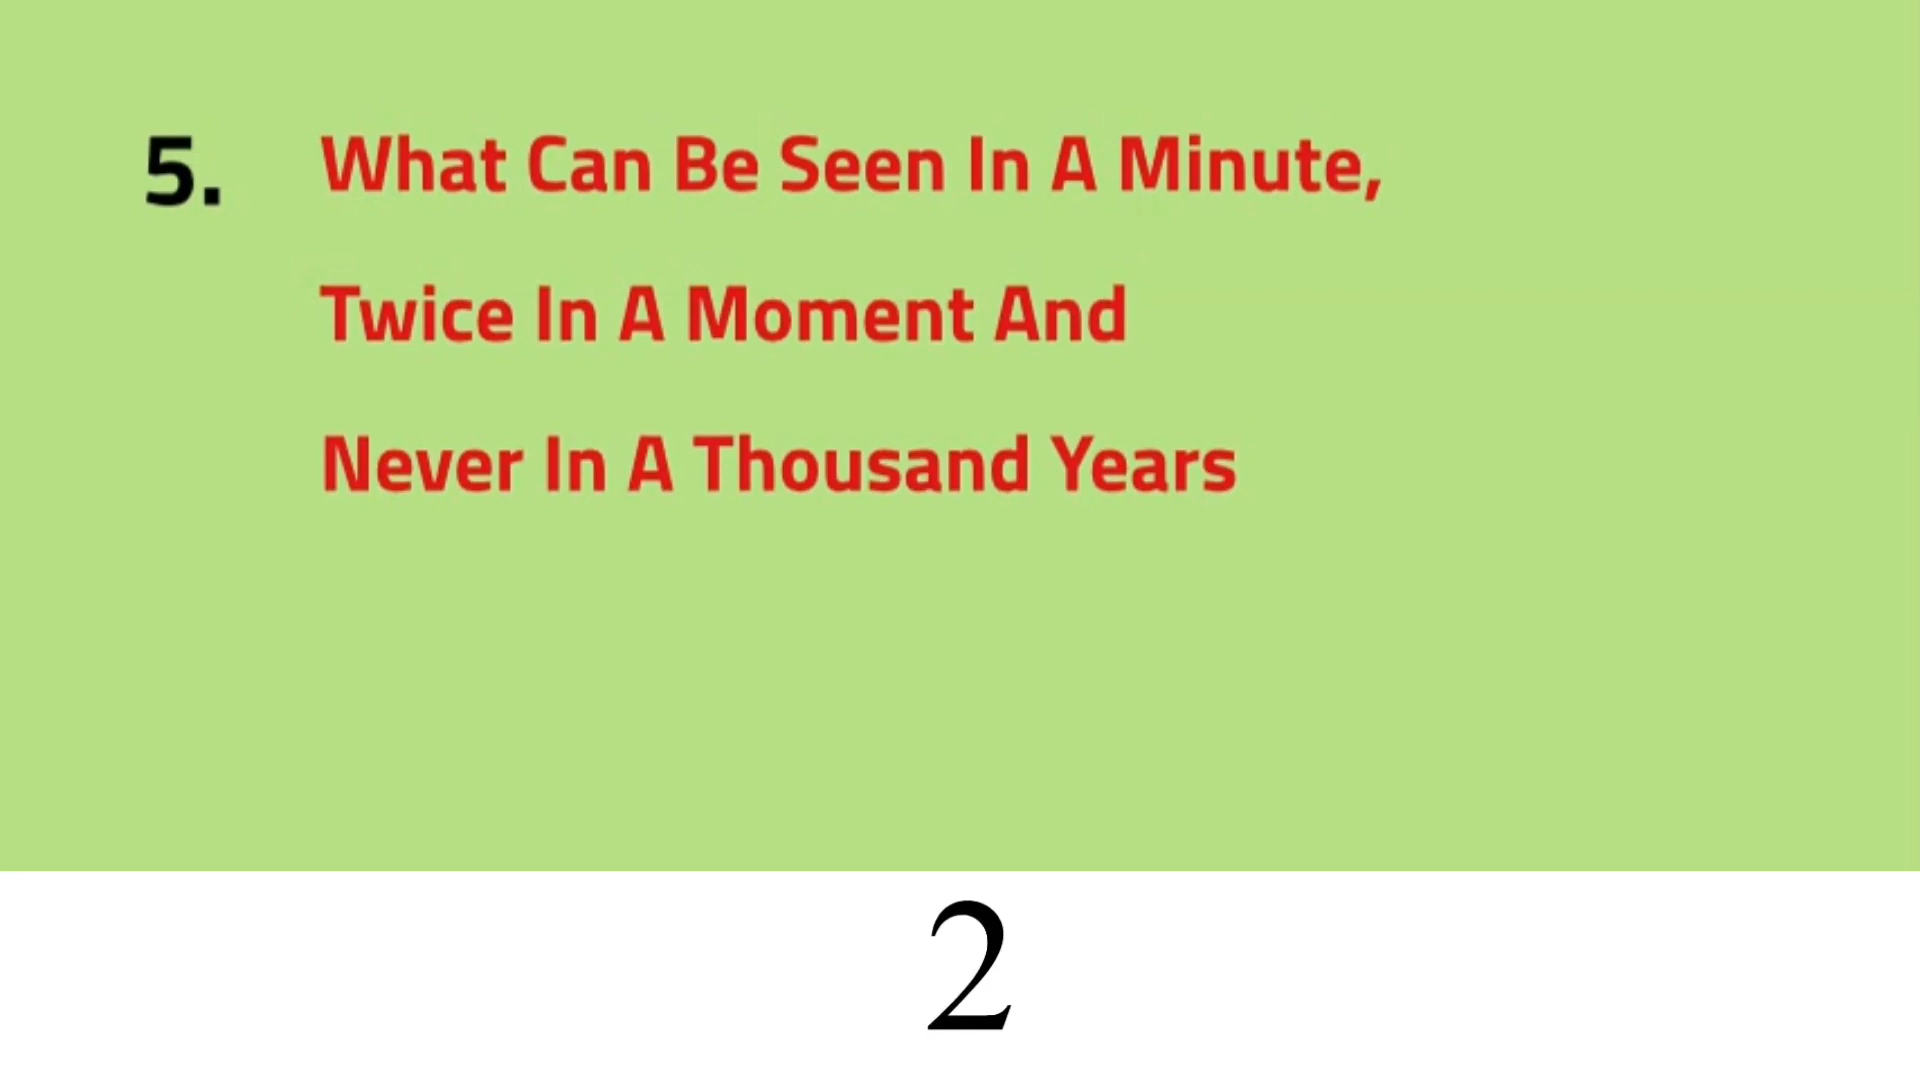 5. What Can Be Seen In A Minute,
Twice In A Moment And
Never In A Thousand Years
2